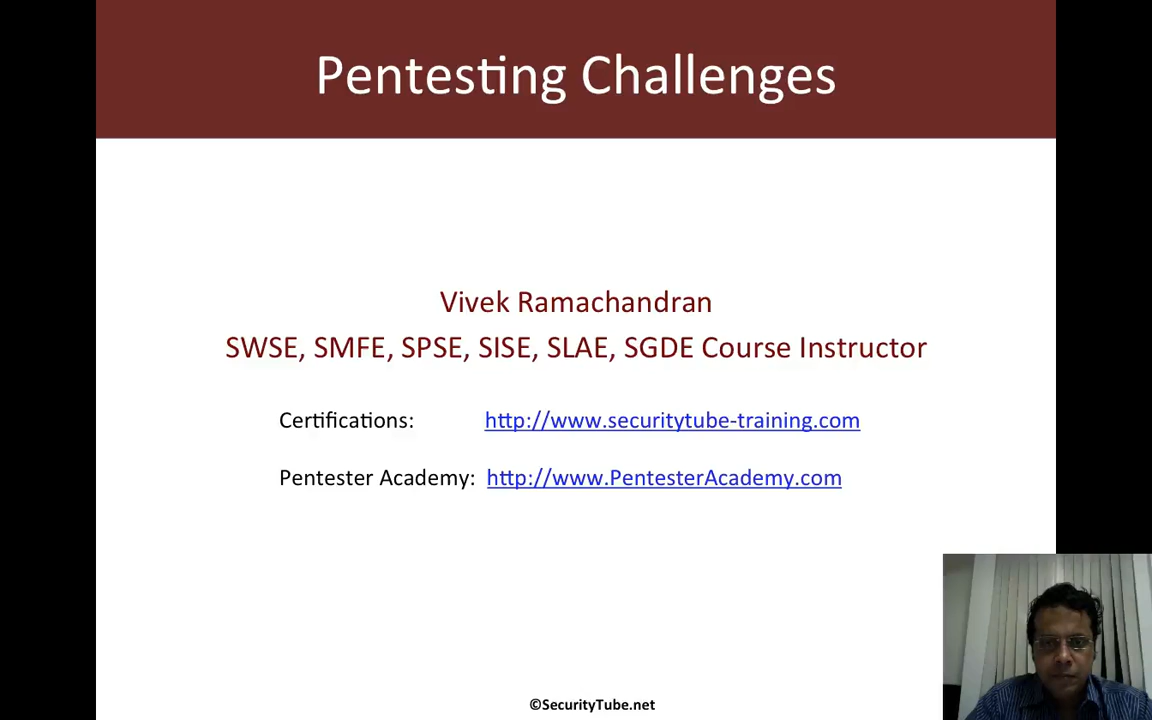 Pentesting Challenges
Vivek Ramachandran
SWSE, SMFE, SPSE, SISE, SLAE, SGDE Course Instructor
Certifications: http://www.securitytube-training.com
Pentester Academy: http://www.PentesterAcademy.com
©SecurityTube.net